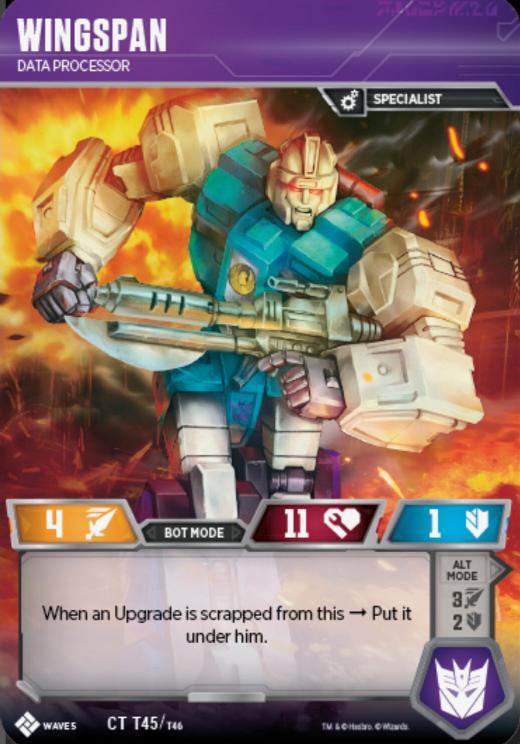 WINGSPAN
DATA PROCESSOR
SPECIALIST
4
BOT MODE
11
1
ALT
MODE
3
2
When an Upgrade is scrapped from this → Put it
under him.
WAVE 5
CT T45/T46
TM & © Hasbro. © Wizards.